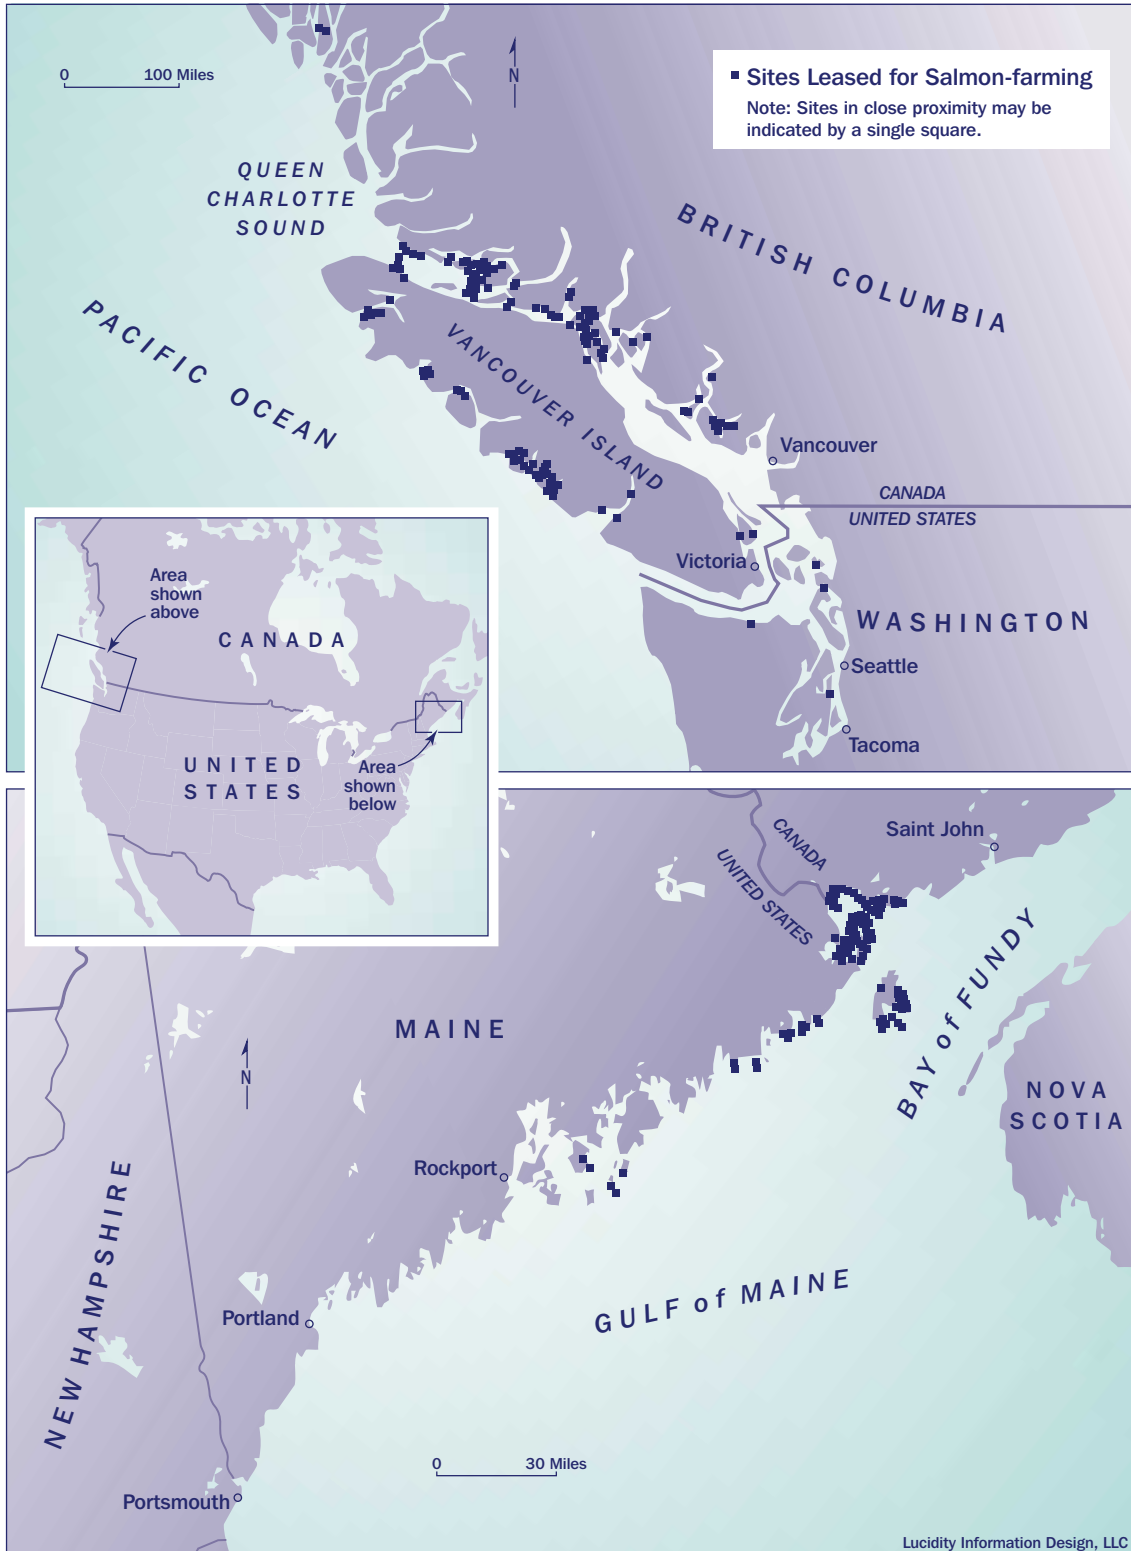 0 100 Miles
N
Sites Leased for Salmon-farming
Note: Sites in close proximity may be
indicated by a single square.
QUEEN
CHARLOTTE
SOUND
BRITISH COLUMBIA
PACIFIC OCEAN
VANCOUVER ISLAND
Vancouver
CANADA
UNITED STATES
Victoria
WASHINGTON
Seattle
Tacoma
Area
shown
above
CANADA
UNITED
STATES
Area
shown
below
CANADA
UNITED STATES
Saint John
BAY of FUNDY
MAINE
N
NOVA
SCOTIA
Rockport
NEW HAMPSHIRE
GULF of MAINE
Portland
0 30 Miles
Portsmouth
Lucidity Information Design, LLC